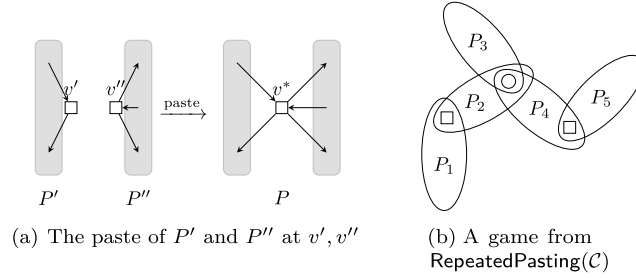 v′ v″ paste v*
P′ P″ P
(a) The paste of P′ and P″ at v′, v″
P₃
P₂ P₄ P₅
P₁
(b) A game from
RepeatedPasting(𝒞)